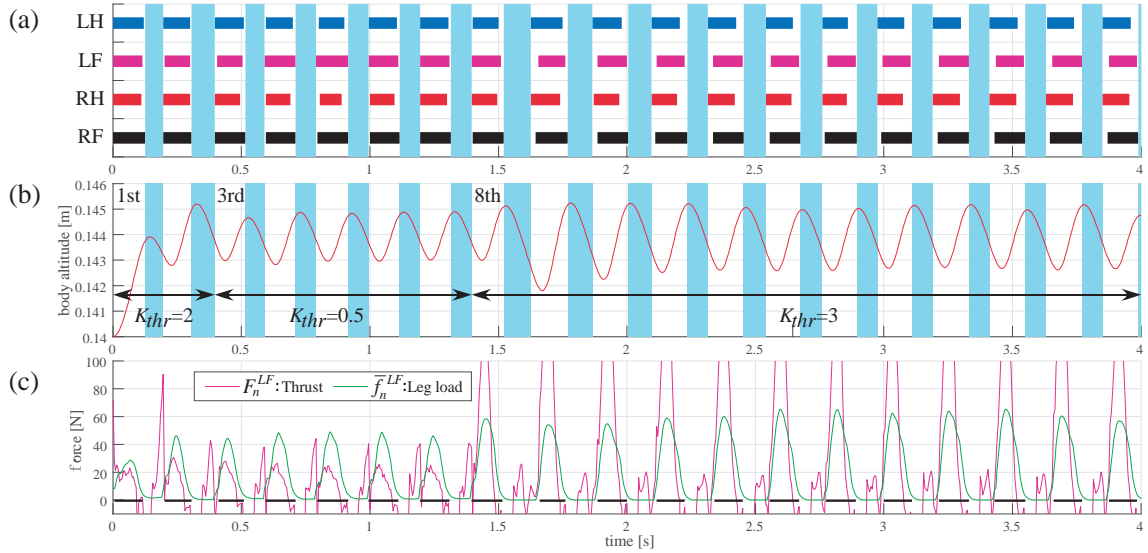 (a)
LH
LF
RH
RF
0 0.5 1 1.5 2 2.5 3 3.5 4
(b)
body altitude [m]
0.146
0.145
0.144
0.143
0.142
0.141
0.14
1st 3rd 8th
K_thr=2 K_thr=0.5 K_thr=3
0 0.5 1 1.5 2 2.5 3 3.5 4
(c)
force [N]
100
80
60
40
20
0
F_n^LF:Thrust f̅_n^LF:Leg load
0 0.5 1 1.5 2 2.5 3 3.5 4
time [s]